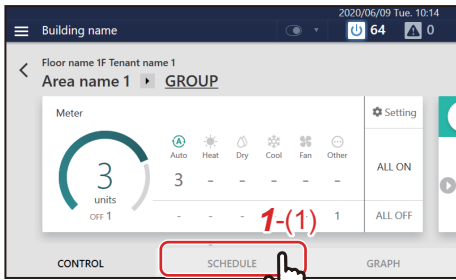 2020/06/09 Tue. 10:14
Building name
64
0
Floor name 1F Tenant name 1
Area name 1 GROUP
Meter
Setting
A
Auto Heat Dry Cool Fan Other
3 - - - - -
3
units
OFF 1
- - - - 1
ALL ON
ALL OFF
1-(1)
CONTROL SCHEDULE GRAPH